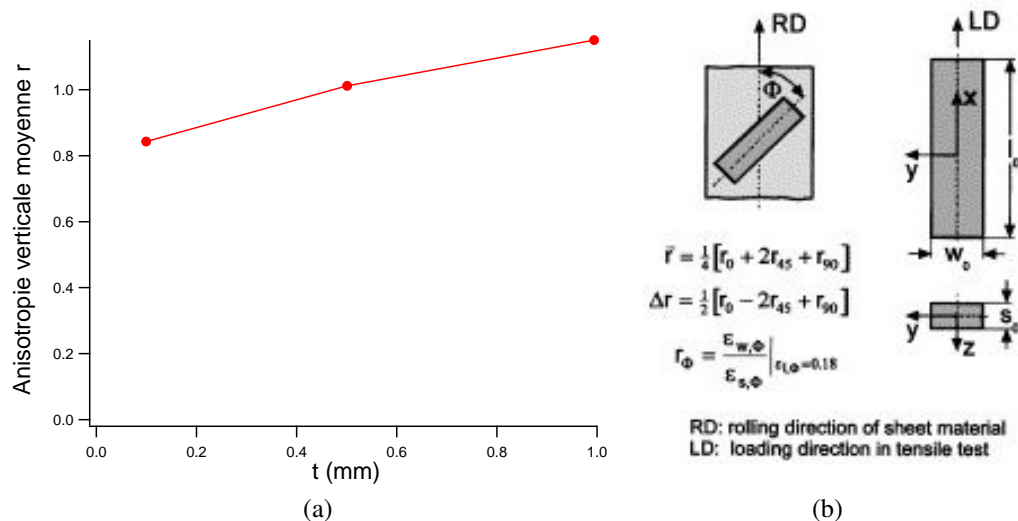 Anisotropie verticale moyenne r
1.0
0.8
0.6
0.4
0.2
0.0
0.0 0.2 0.4 0.6 0.8 1.0
t (mm)
(a)
RD
Φ
LD
x
y
l₀
w₀
y
z
s₀
r̄ = ¼[r₀ + 2r₄₅ + r₉₀]
Δr = ½[r₀ − 2r₄₅ + r₉₀]
r_Φ = ε_w,Φ / ε_s,Φ |ε_l,Φ=0.18
RD: rolling direction of sheet material
LD: loading direction in tensile test
(b)